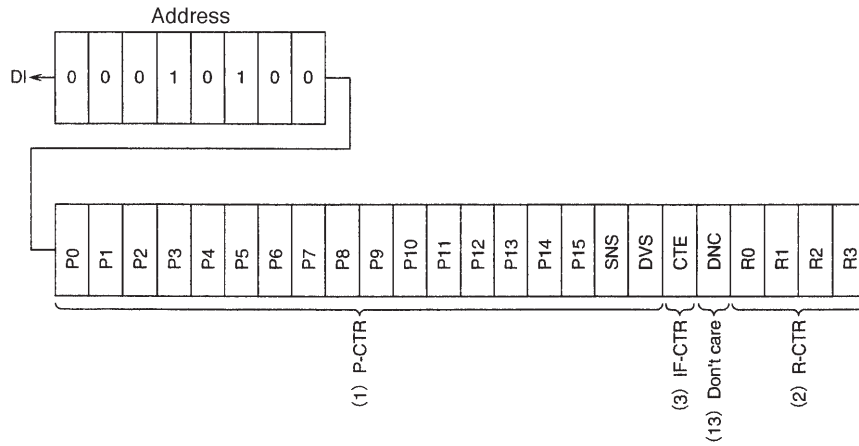 Address
DI 0 0 0 1 0 1 0 0
P0 P1 P2 P3 P4 P5 P6 P7 P8 P9 P10 P11 P12 P13 P14 P15 SNS DVS CTE DNC R0 R1 R2 R3
(1) P-CTR
(3) IF-CTR
(13) Don't care
(2) R-CTR